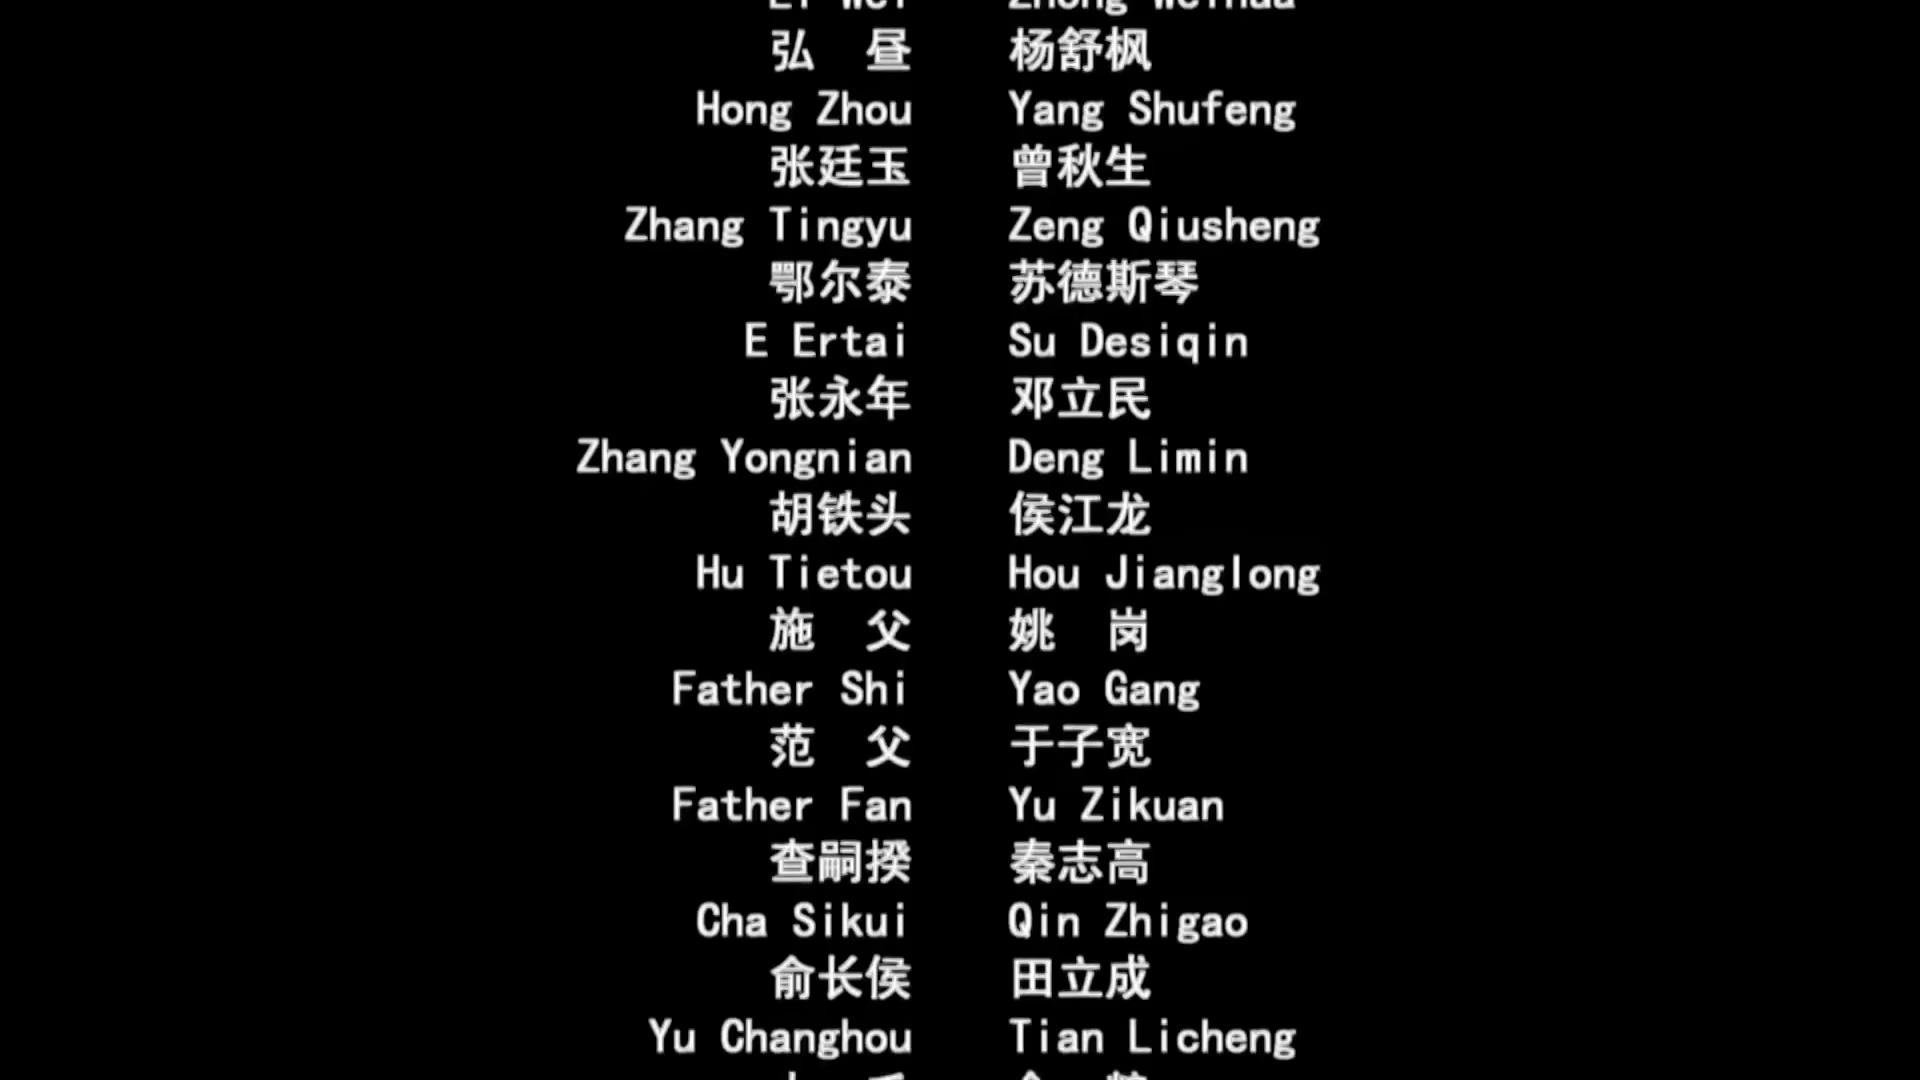 Li Wei Zhong Weihua
弘 昼 杨舒枫
Hong Zhou Yang Shufeng
张廷玉 曾秋生
Zhang Tingyu Zeng Qiusheng
鄂尔泰 苏德斯琴
E Ertai Su Desiqin
张永年 邓立民
Zhang Yongnian Deng Limin
胡铁头 侯江龙
Hu Tietou Hou Jianglong
施 父 姚 岗
Father Shi Yao Gang
范 父 于子宽
Father Fan Yu Zikuan
查嗣揆 秦志高
Cha Sikui Qin Zhigao
俞长侯 田立成
Yu Changhou Tian Licheng